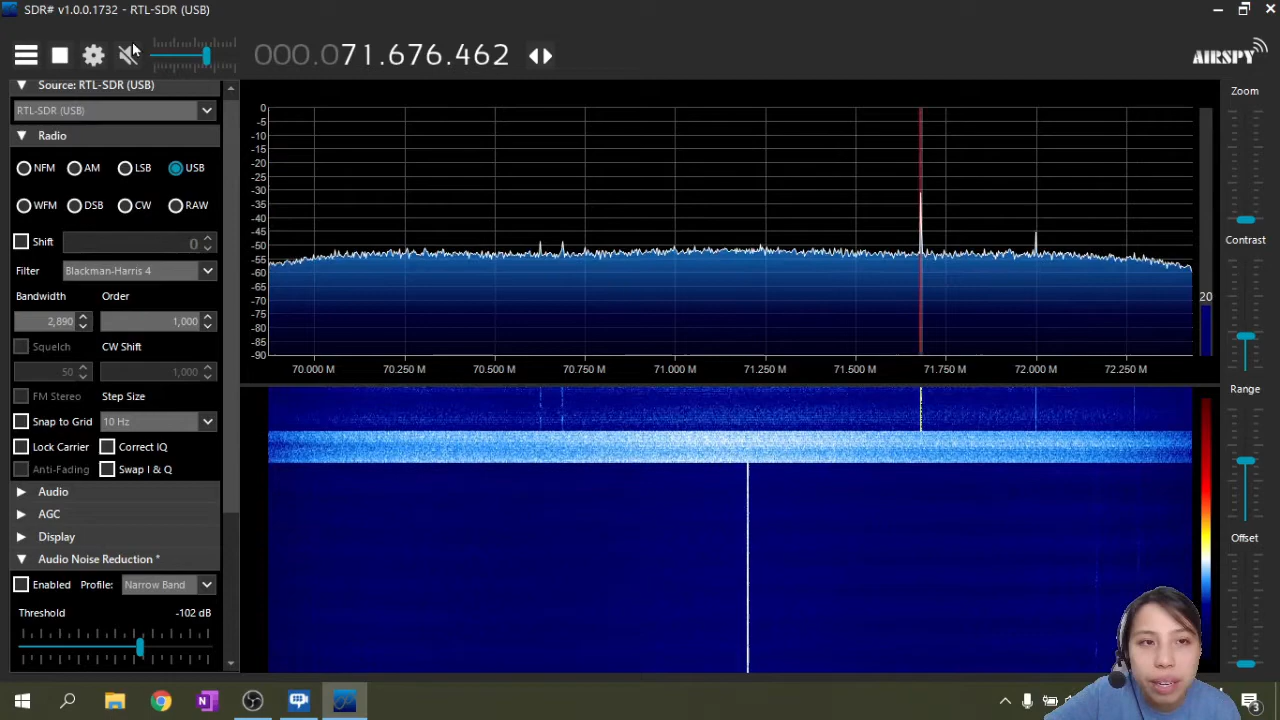 SDR# v1.0.0.1732 - RTL-SDR (USB)
000.071.676.462
AIRSPY
Source: RTL-SDR (USB)
RTL-SDR (USB)
Radio
NFM AM LSB USB
WFM DSB CW RAW
Shift 0
Filter Blackman-Harris 4
Bandwidth Order
2,890 1,000
Squelch CW Shift
50 1,000
FM Stereo Step Size
Snap to Grid 10 Hz
Lock Carrier Correct IQ
Anti-Fading Swap I & Q
Audio
AGC
Display
Audio Noise Reduction *
Enabled Profile: Narrow Band
Threshold -102 dB
0
-5
-10
-15
-20
-25
-30
-35
-40
-45
-50
-55
-60
-65
-70
-75
-80
-85
-90
70.000 M 70.250 M 70.500 M 70.750 M 71.000 M 71.250 M 71.500 M 71.750 M 72.000 M 72.250 M
20
Zoom
Contrast
Range
Offset
3